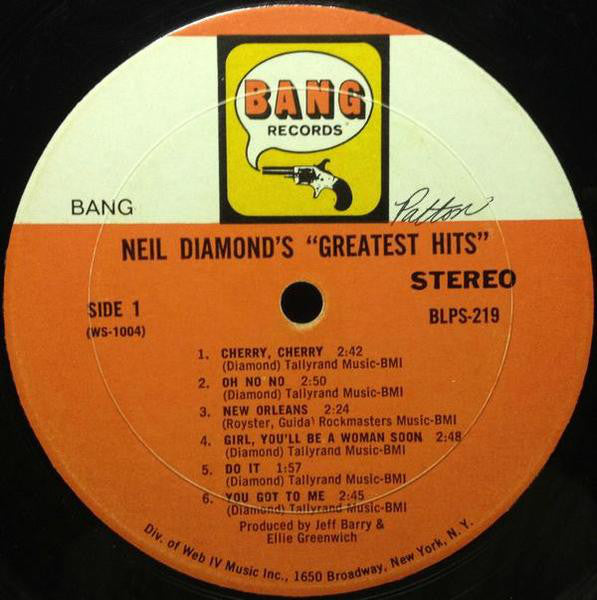 BANG
RECORDS
BANG
Patton
NEIL DIAMOND'S "GREATEST HITS"
STEREO
SIDE 1
BLPS-219
(WS-1004)
1. CHERRY, CHERRY 2:42
(Diamond) Tallyrand Music-BMI
2. OH NO NO 2:50
(Diamond) Tallyrand Music-BMI
3. NEW ORLEANS 2:24
(Royster, Guida) Rockmasters Music-BMI
4. GIRL, YOU'LL BE A WOMAN SOON 2:48
(Diamond) Tallyrand Music-BMI
5. DO IT 1:57
(Diamond) Tallyrand Music-BMI
6. YOU GOT TO ME 2:45
(Diamond) Tallyrand Music-BMI
Produced by Jeff Barry &
Ellie Greenwich
Div. of Web IV Music Inc., 1650 Broadway, New York, N. Y.